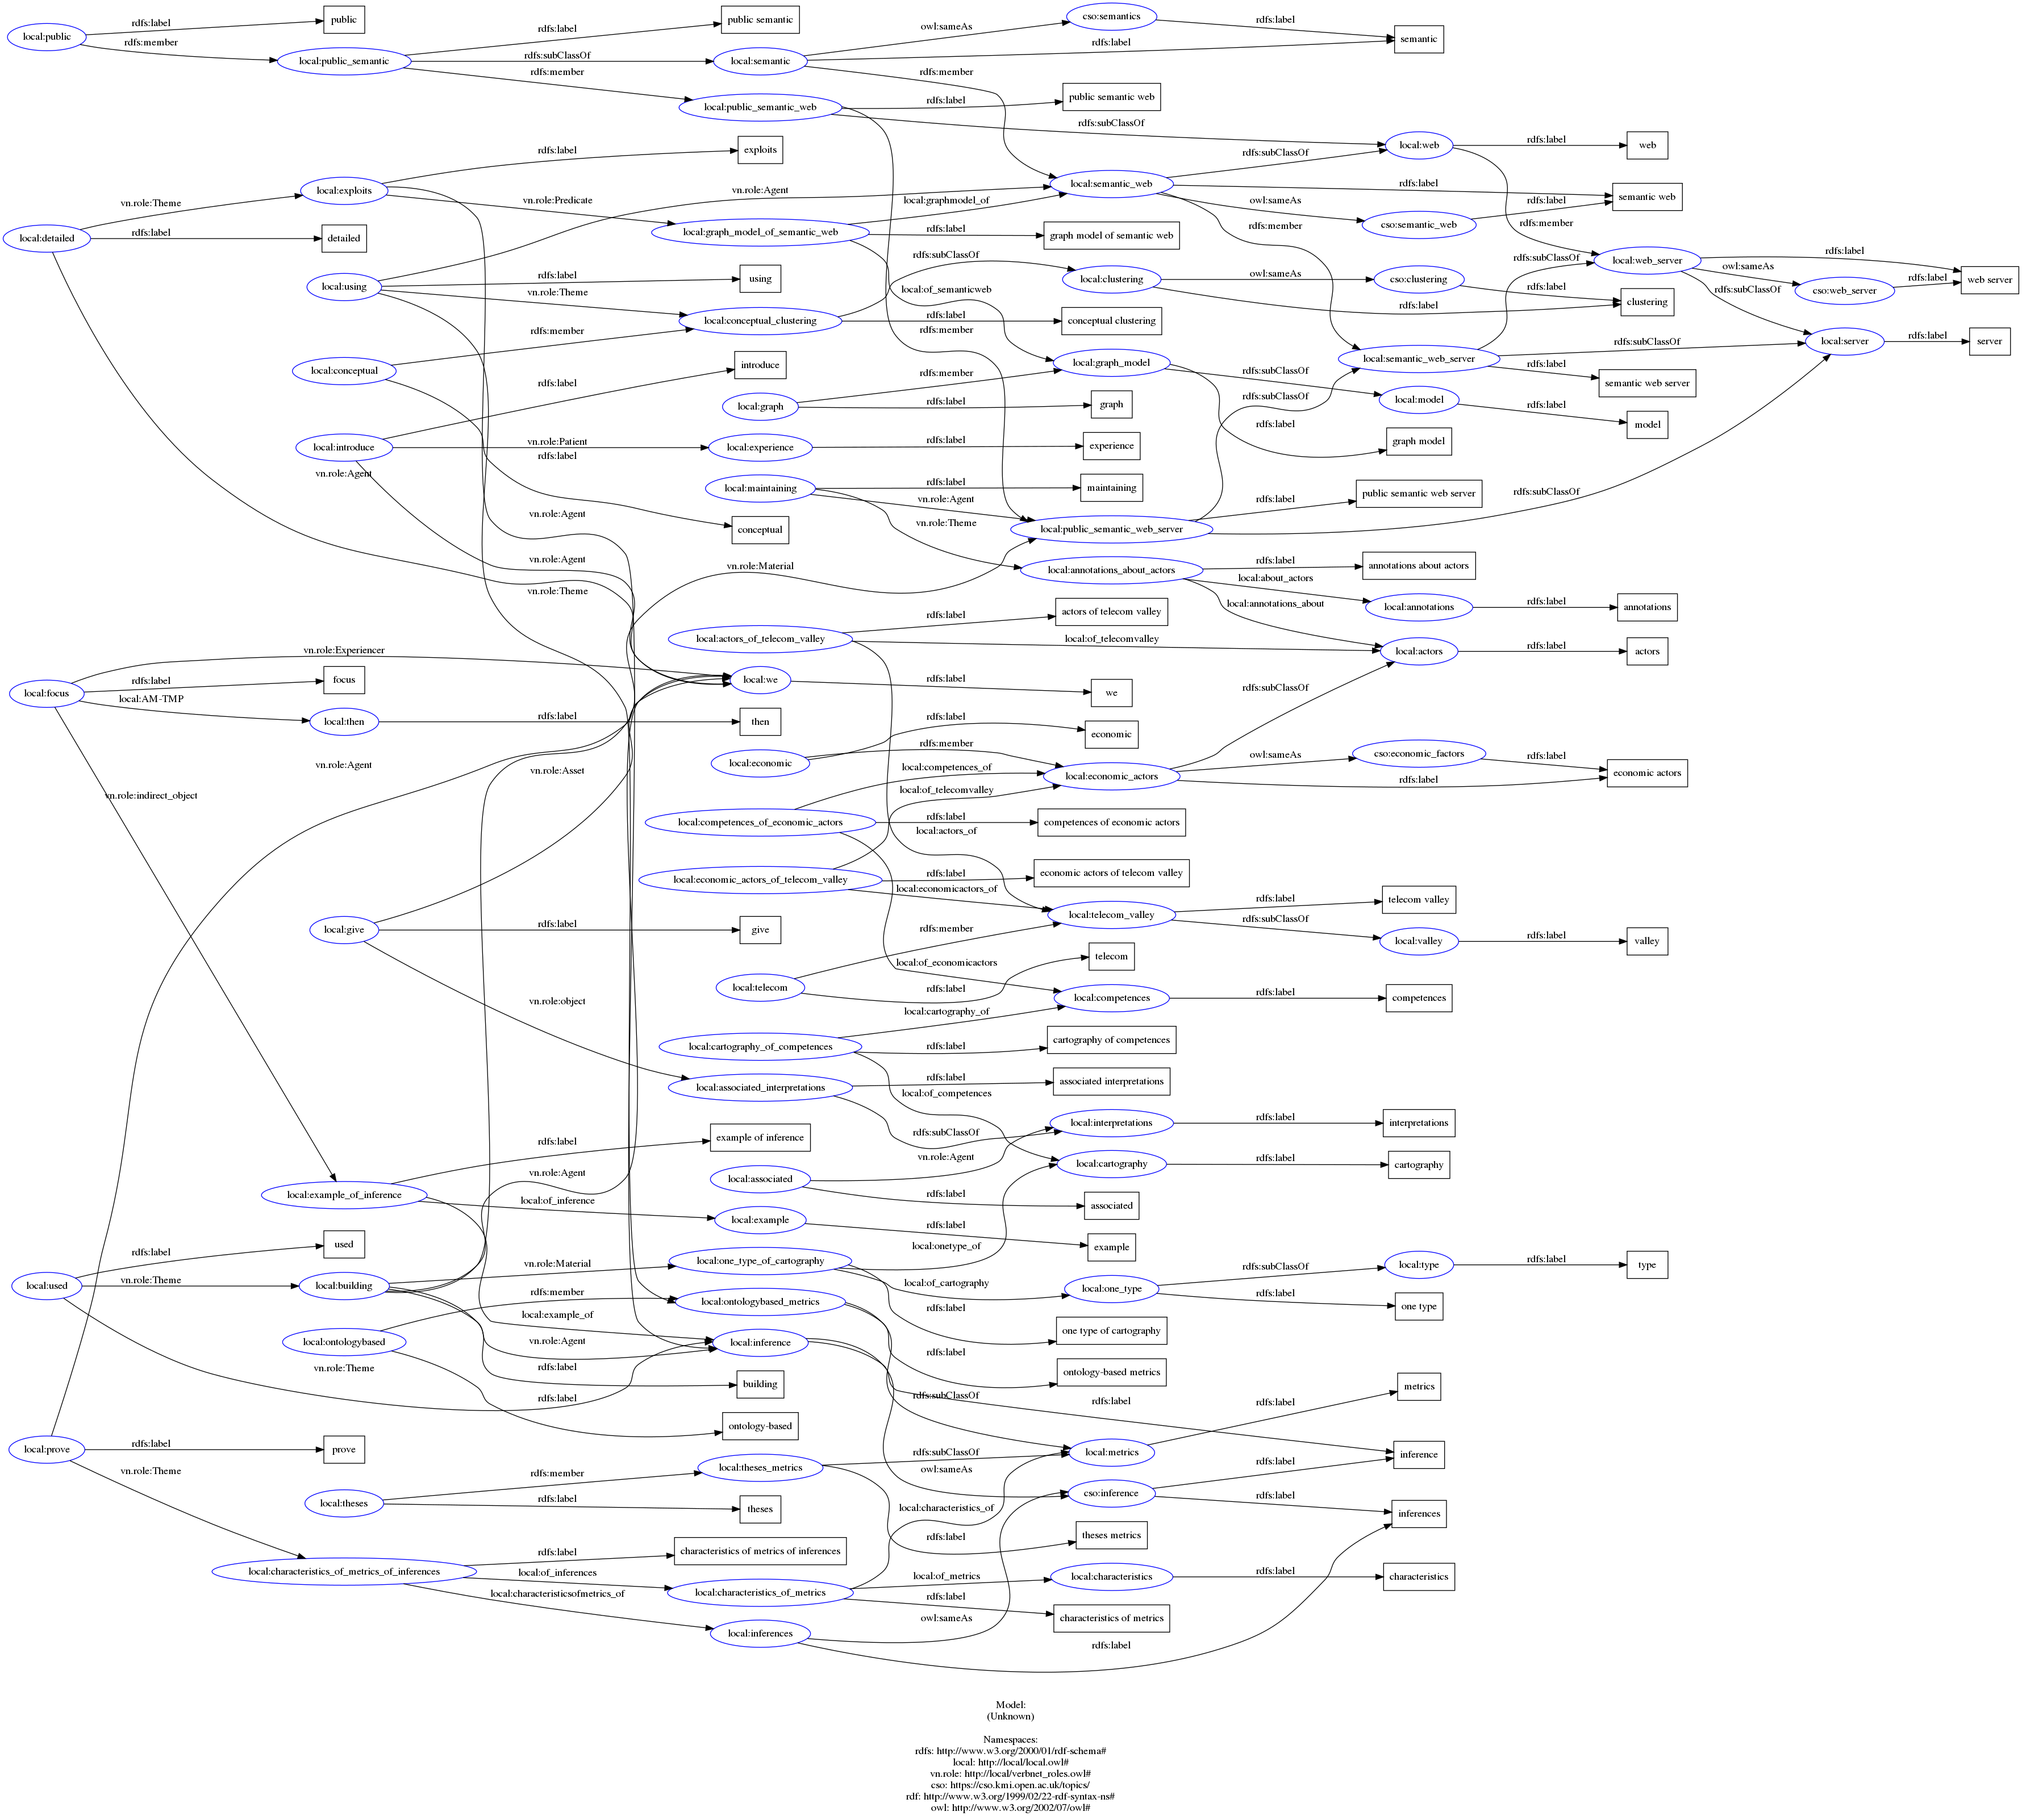 local:public
rdfs:label
public
rdfs:member
local:public_semantic
rdfs:label
public semantic
rdfs:subClassOf
local:semantic
rdfs:member
local:public_semantic_web
owl:sameAs
cso:semantics
rdfs:label
rdfs:label
semantic
rdfs:member
rdfs:label
public semantic web
rdfs:subClassOf
local:web
rdfs:label
web
local:detailed
vn.role:Theme
rdfs:label
detailed
local:exploits
rdfs:label
exploits
vn.role:Predicate
local:graph_model_of_semantic_web
vn.role:Agent
local:graphmodel_of
local:semantic_web
rdfs:subClassOf
rdfs:label
semantic web
owl:sameAs
cso:semantic_web
rdfs:label
rdfs:member
rdfs:member
rdfs:label
graph model of semantic web
local:using
rdfs:label
using
vn.role:Theme
local:conceptual_clustering
rdfs:subClassOf
local:clustering
owl:sameAs
cso:clustering
rdfs:label
rdfs:label
clustering
rdfs:subClassOf
local:web_server
rdfs:label
owl:sameAs
cso:web_server
rdfs:label
web server
rdfs:subClassOf
local:of_semanticweb
rdfs:label
conceptual clustering
rdfs:member
rdfs:member
local:conceptual
rdfs:label
introduce
rdfs:member
local:graph_model
local:semantic_web_server
rdfs:subClassOf
local:server
rdfs:label
server
rdfs:label
semantic web server
rdfs:subClassOf
local:model
rdfs:label
model
rdfs:subClassOf
local:graph
rdfs:label
graph
rdfs:label
graph model
local:introduce
vn.role:Patient
local:experience
rdfs:label
experience
rdfs:label
vn.role:Agent
local:maintaining
rdfs:label
maintaining
vn.role:Agent
rdfs:label
public semantic web server
rdfs:subClassOf
vn.role:Agent
conceptual
vn.role:Theme
local:public_semantic_web_server
vn.role:Agent
vn.role:Material
local:annotations_about_actors
rdfs:label
annotations about actors
local:about_actors
local:annotations
rdfs:label
annotations
local:annotations_about
vn.role:Theme
rdfs:label
actors of telecom valley
local:actors_of_telecom_valley
local:of_telecomvalley
local:actors
rdfs:label
actors
vn.role:Experiencer
local:focus
rdfs:label
focus
local:AM-TMP
local:then
rdfs:label
then
local:we
rdfs:label
we
rdfs:subClassOf
rdfs:label
economic
local:economic
rdfs:member
local:economic_actors
owl:sameAs
cso:economic_factors
rdfs:label
rdfs:label
economic actors
vn.role:Agent
vn.role:Asset
vn.role:indirect_object
local:competences_of
local:of_telecomvalley
local:competences_of_economic_actors
rdfs:label
competences of economic actors
local:actors_of
local:economic_actors_of_telecom_valley
rdfs:label
economic actors of telecom valley
local:economicactors_of
local:telecom_valley
rdfs:label
telecom valley
rdfs:subClassOf
local:valley
rdfs:label
valley
local:give
rdfs:label
give
rdfs:member
telecom
local:of_economicactors
local:telecom
rdfs:label
local:competences
rdfs:label
competences
vn.role:object
local:cartography_of
local:cartography_of_competences
rdfs:label
cartography of competences
local:associated_interpretations
rdfs:label
associated interpretations
local:of_competences
rdfs:subClassOf
local:interpretations
rdfs:label
interpretations
rdfs:label
example of inference
vn.role:Agent
local:cartography
rdfs:label
cartography
vn.role:Agent
local:associated
rdfs:label
associated
local:example_of_inference
local:of_inference
local:example
rdfs:label
example
used
rdfs:label
local:onetype_of
local:used
vn.role:Theme
local:building
vn.role:Material
local:one_type_of_cartography
local:of_cartography
local:one_type
rdfs:subClassOf
local:type
rdfs:label
type
rdfs:label
one type
rdfs:member
local:ontologybased_metrics
rdfs:label
one type of cartography
local:example_of
local:ontologybased
vn.role:Agent
local:inference
rdfs:label
ontology-based metrics
vn.role:Theme
rdfs:label
building
rdfs:label
rdfs:subClassOf
rdfs:label
rdfs:label
metrics
ontology-based
local:prove
rdfs:label
prove
rdfs:subClassOf
local:metrics
inference
vn.role:Theme
rdfs:member
local:theses_metrics
owl:sameAs
rdfs:label
cso:inference
local:theses
rdfs:label
theses
local:characteristics_of
rdfs:label
inferences
rdfs:label
theses metrics
rdfs:label
characteristics of metrics of inferences
local:characteristics_of_metrics_of_inferences
local:of_inferences
local:characteristics_of_metrics
local:of_metrics
local:characteristics
rdfs:label
characteristics
local:characteristicsofmetrics_of
rdfs:label
characteristics of metrics
local:inferences
owl:sameAs
rdfs:label
Model:
(Unknown)
Namespaces:
rdfs: http://www.w3.org/2000/01/rdf-schema#
local: http://local/local.owl#
vn.role: http://local/verbnet_roles.owl#
cso: https://cso.kmi.open.ac.uk/topics/
rdf: http://www.w3.org/1999/02/22-rdf-syntax-ns#
owl: http://www.w3.org/2002/07/owl#